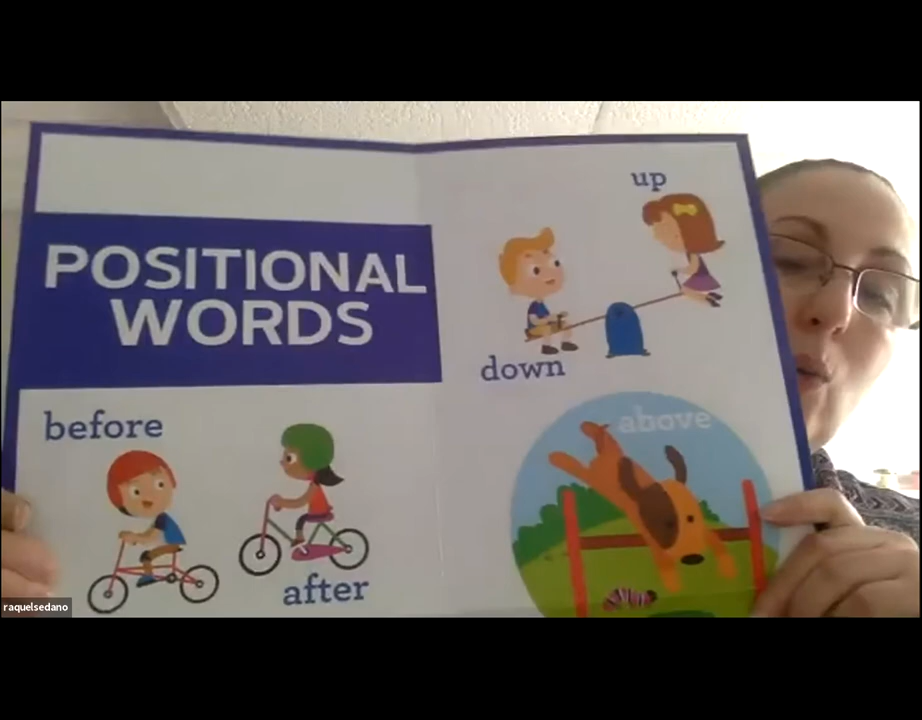 POSITIONAL
WORDS
before
after
up
down
above
raquelsedano